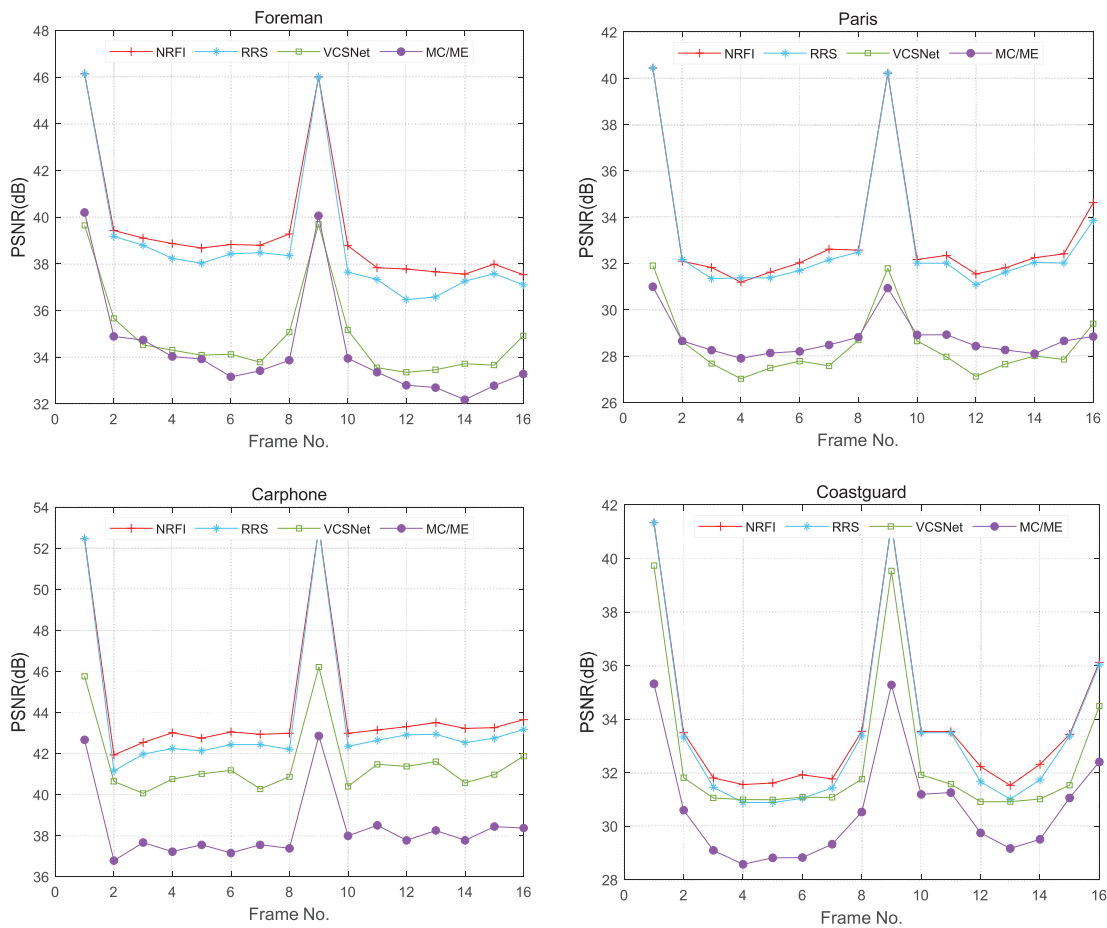 Foreman
NRFI RRS VCSNet MC/ME
48
46
44
42
40
38
36
34
32
PSNR(dB)
0 2 4 6 8 10 12 14 16
Frame No.
Paris
NRFI RRS VCSNet MC/ME
42
40
38
36
34
32
30
28
26
PSNR(dB)
0 2 4 6 8 10 12 14 16
Frame No.
Carphone
NRFI RRS VCSNet MC/ME
54
52
50
48
46
44
42
40
38
36
PSNR(dB)
0 2 4 6 8 10 12 14 16
Frame No.
Coastguard
NRFI RRS VCSNet MC/ME
42
40
38
36
34
32
30
28
PSNR(dB)
0 2 4 6 8 10 12 14 16
Frame No.